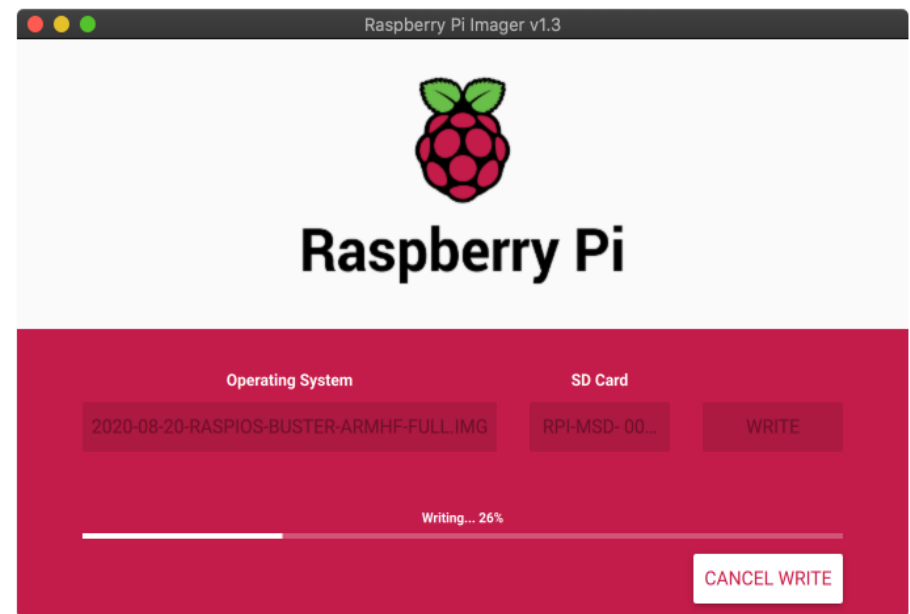 Raspberry Pi Imager v1.3
Raspberry Pi
Operating System
SD Card
2020-08-20-RASPIOS-BUSTER-ARMHF-FULL.IMG
RPI-MSD- 00...
WRITE
Writing... 26%
CANCEL WRITE